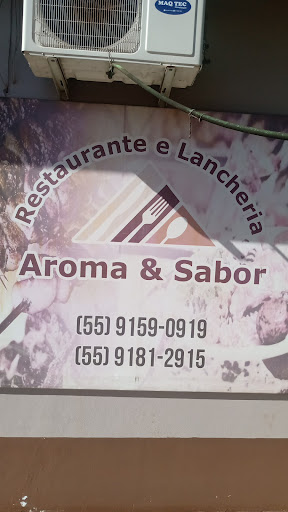 MAQ TEC
Restaurante e Lancheria
Aroma & Sabor
(55) 9159-0919
(55) 9181-2915